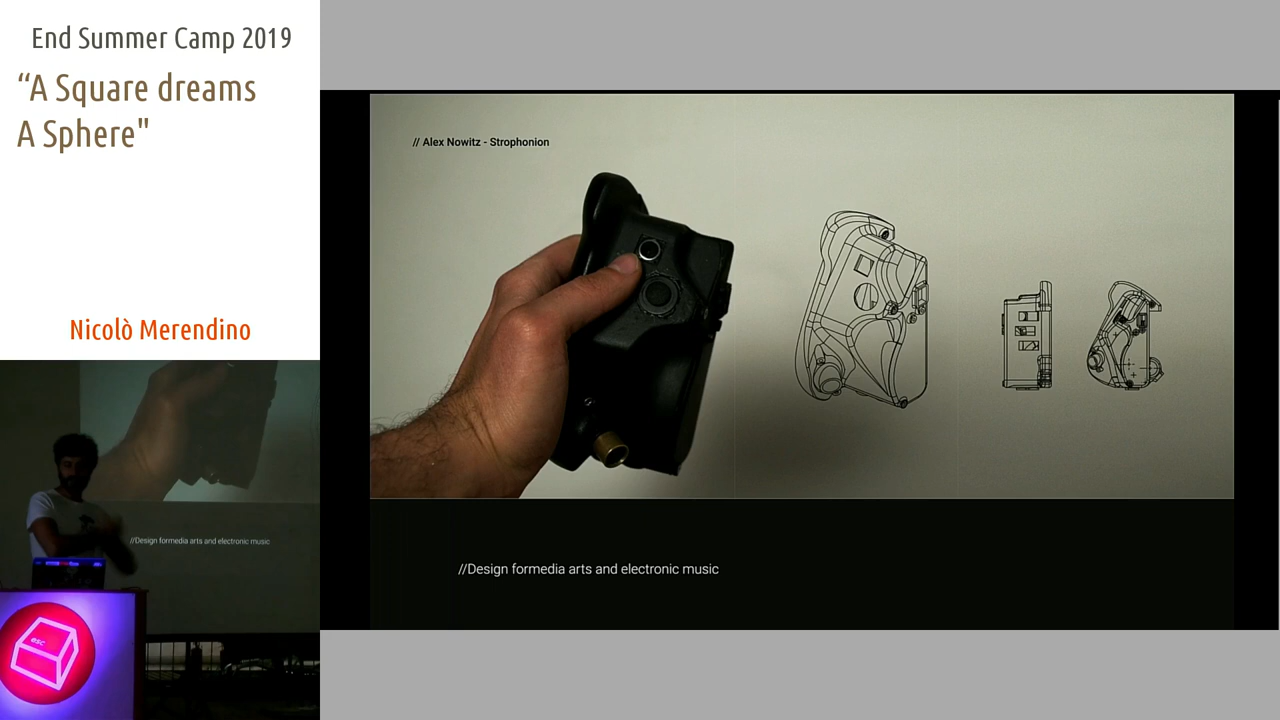 End Summer Camp 2019
“A Square dreams
A Sphere"
Nicolò Merendino
// Alex Nowitz - Strophonion
//Design formedia arts and electronic music
//Design formedia arts and electronic music
esc